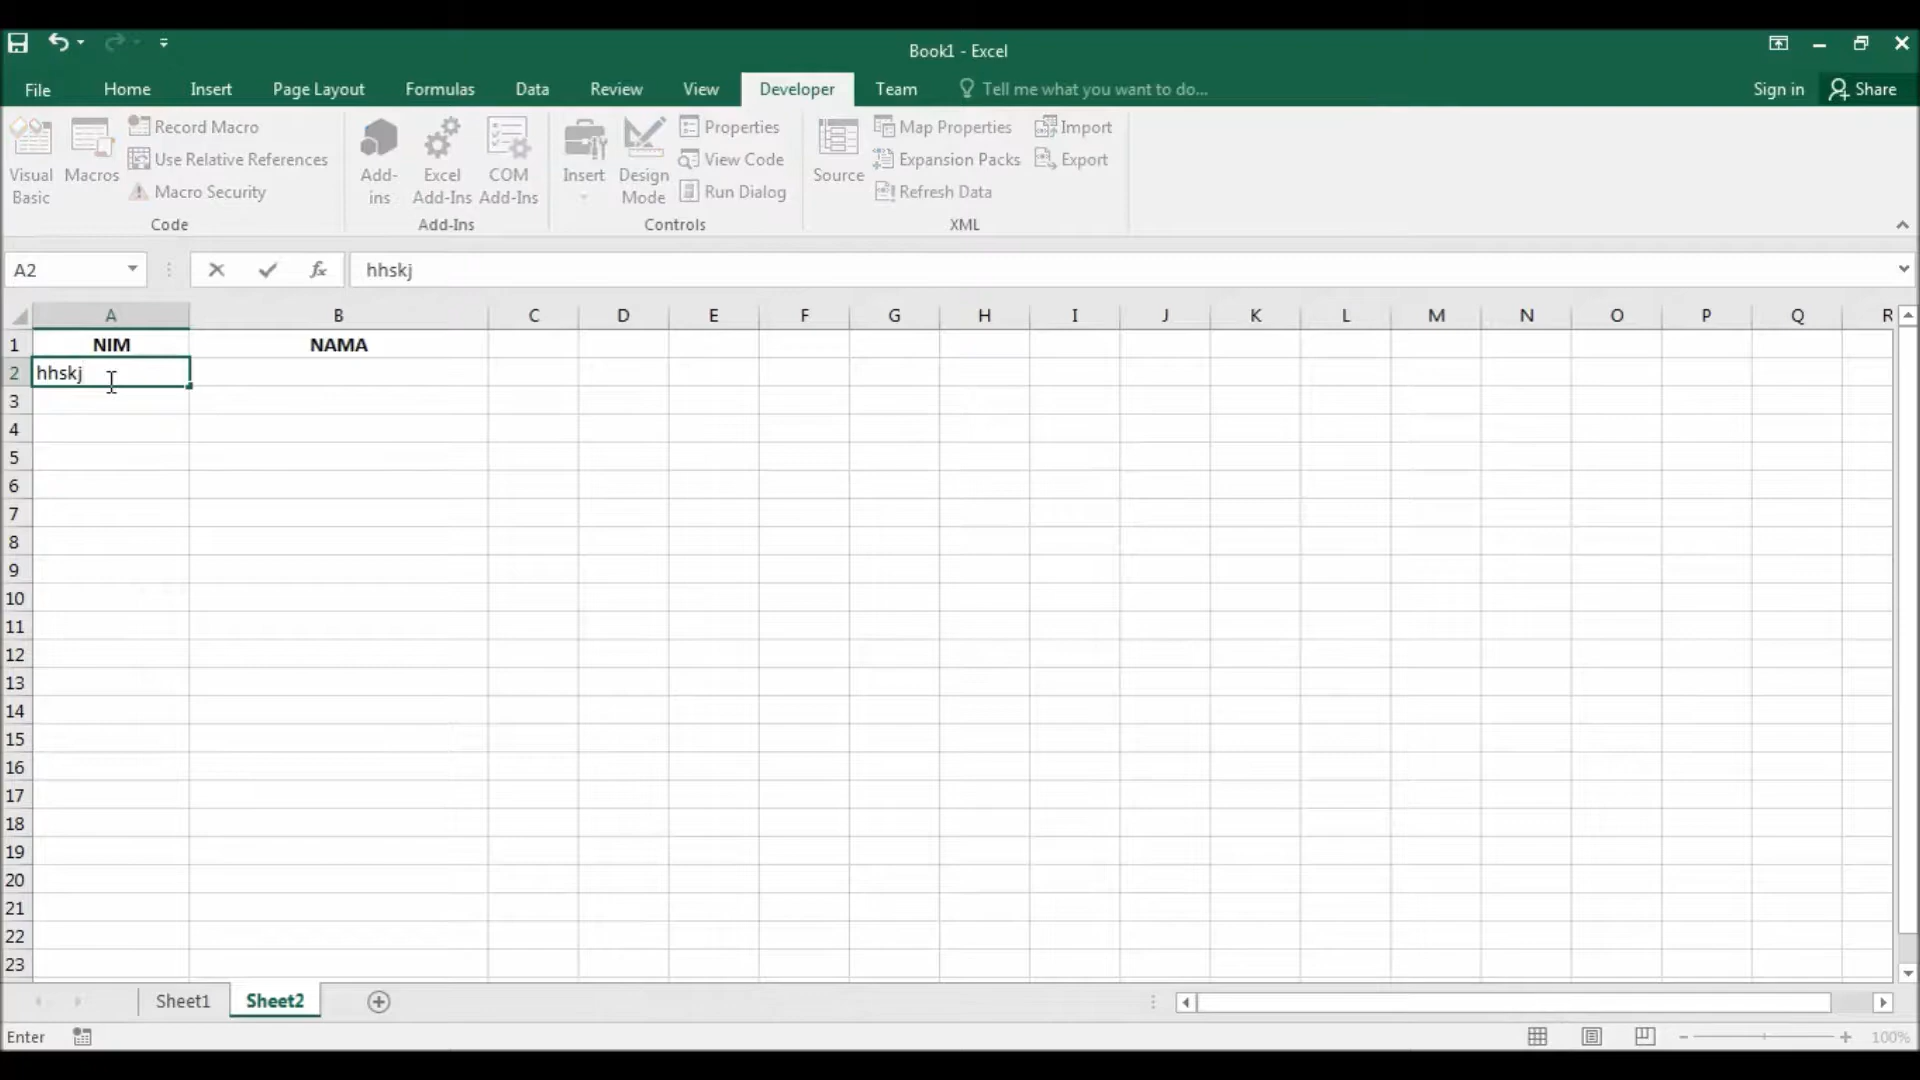 Book1 - Excel
File Home Insert Page Layout Formulas Data Review View Developer Team Tell me what you want to do... Sign in Share
Visual Basic
Macros
Record Macro
Use Relative References
Macro Security
Code
Add-ins
Excel Add-Ins
COM Add-Ins
Add-Ins
Insert
Design Mode
Properties
View Code
Run Dialog
Controls
Source
Map Properties
Expansion Packs
Refresh Data
Import
Export
XML
A2 fx hhskj
A B C D E F G H I J K L M N O P Q R
1 NIM NAMA
2 hhskj
3
4
5
6
7
8
9
10
11
12
13
14
15
16
17
18
19
20
21
22
23
Sheet1 Sheet2
Enter 100%